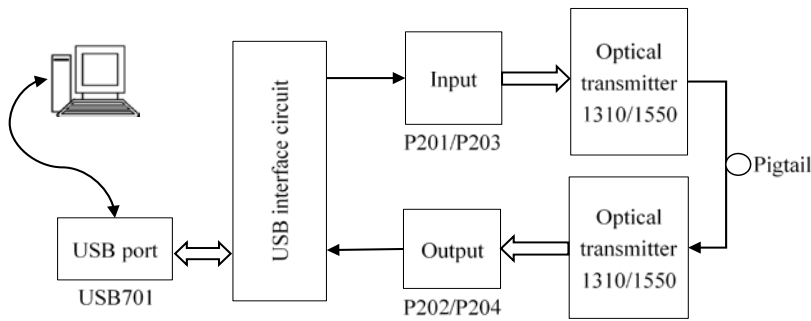 Input
P201/P203
Optical
transmitter
1310/1550
Pigtail
USB interface circuit
USB port
USB701
Output
P202/P204
Optical
transmitter
1310/1550